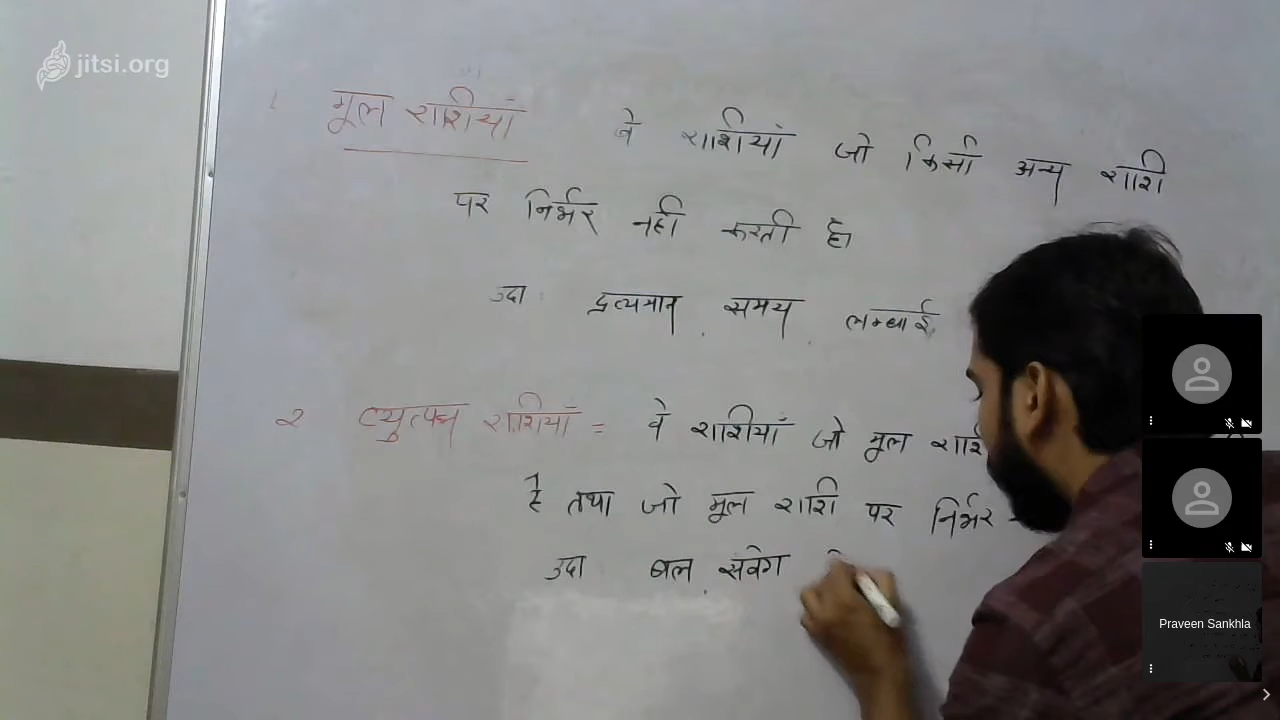 jitsi.org
1 मूल राशियां वे राशियां जो किसी अन्य राशि
पर निर्भर नहीं करती है।
उदा द्रव्यमान, समय, लम्बाई
२ व्युत्पन्न राशियाँ = वे राशियाँ जो मूल
है तथा जो मूल राशि पर निर्भर
उदा बल, संवेग
Praveen Sankhla